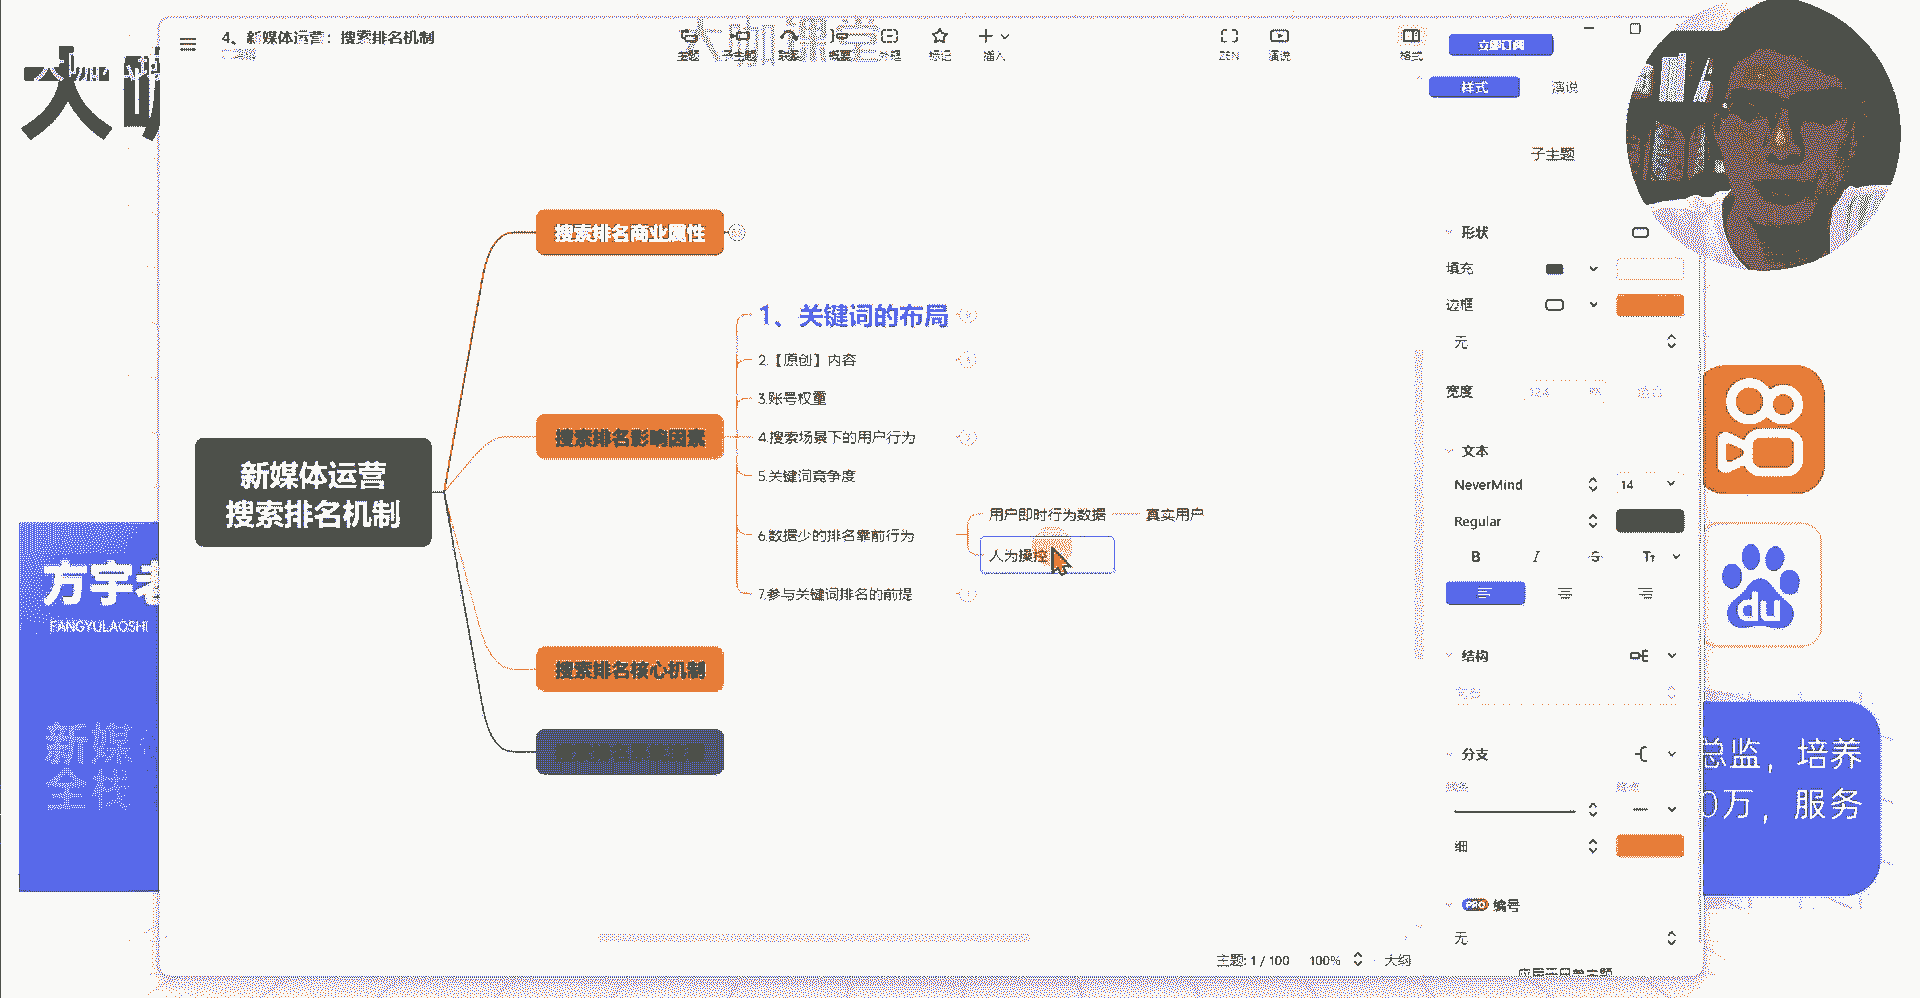 4、新媒体运营：搜索排名机制
大咖课堂
主题
子主题
联系
概要
外框
标记
插入
ZEN
演说
格式
立即订阅
样式
演说
子主题
大咖
搜索排名商业属性
1、关键词的布局
2.【原创】内容
3.账号权重
搜索排名影响因素
4.搜索场景下的用户行为
5.关键词竞争度
6.数据少的排名靠前行为
用户即时行为数据
真实用户
人为操控
7.参与关键词排名的前提
新媒体运营
搜索排名机制
搜索排名核心机制
形状
填充
边框
无
宽度
文本
NeverMind
14
Regular
B
I
S
Tт
结构
分支
细
PRO 编号
无
方宇老
FANGYULAOSHI
新媒
全栈
du
总监，培养
0万，服务
主题: 1 / 100
100%
大纲